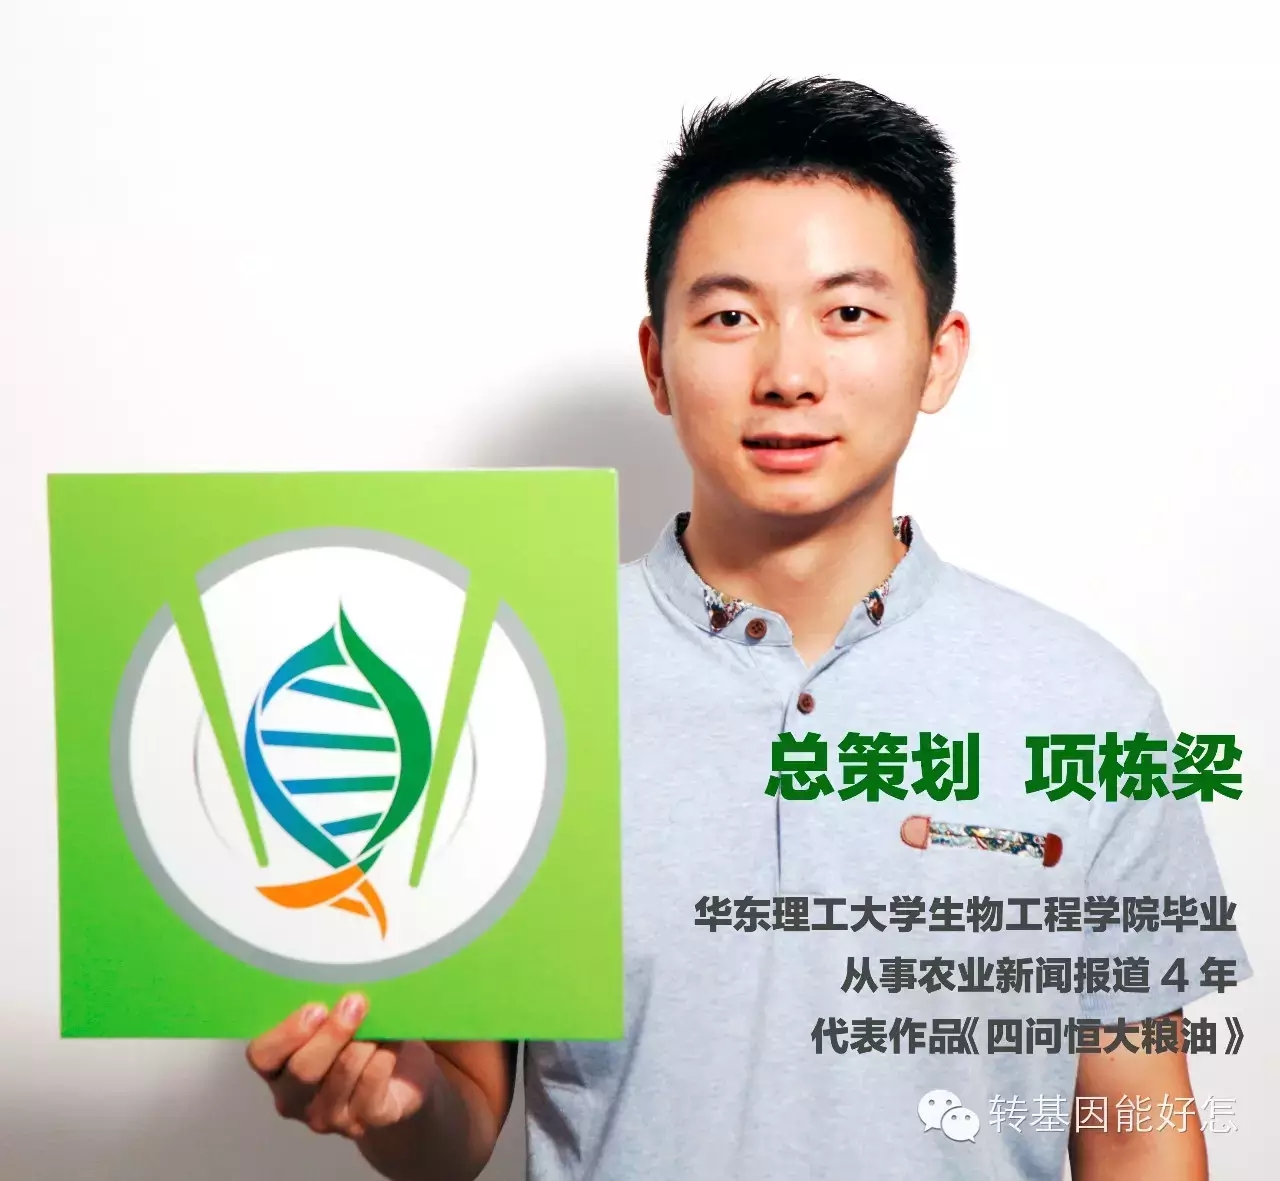 总策划 项栋梁
华东理工大学生物工程学院毕业
从事农业新闻报道 4 年
代表作品《四问恒大粮油》
转基因能好怎